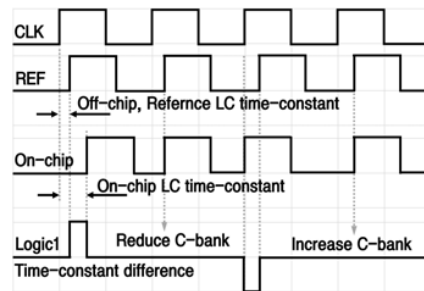 CLK
REF
Off-chip, Refernce LC time-constant
On-chip
On-chip LC time-constant
Logic1
Reduce C-bank
Increase C-bank
Time-constant difference